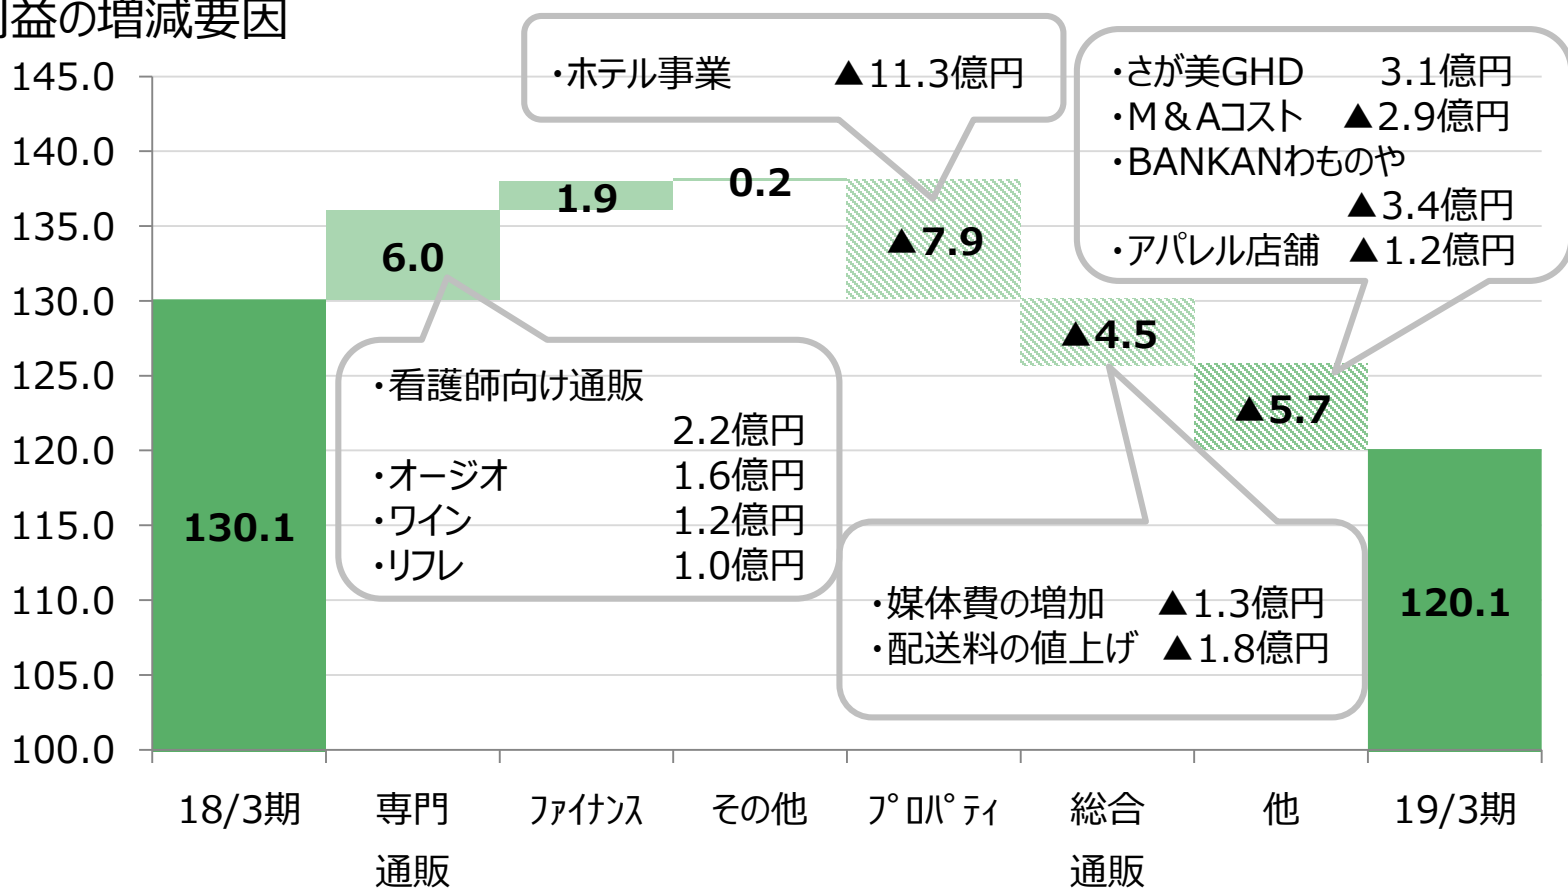 益の増減要因
・ホテル事業 ▲11.3億円
・さが美GHD 3.1億円
・M&Aコスト ▲2.9億円
・BANKANわものや
▲3.4億円
・アパレル店舗 ▲1.2億円
145.0
140.0
135.0
130.0
125.0
120.0
115.0
110.0
105.0
100.0
130.1
6.0
1.9
0.2
▲7.9
▲4.5
▲5.7
120.1
・看護師向け通販
2.2億円
・オージオ 1.6億円
・ワイン 1.2億円
・リフレ 1.0億円
・媒体費の増加 ▲1.3億円
・配送料の値上げ ▲1.8億円
18/3期
専門
通販
ﾌｧｲﾅﾝｽ
その他
ﾌﾟﾛﾊﾟﾃｨ
総合
通販
他
19/3期